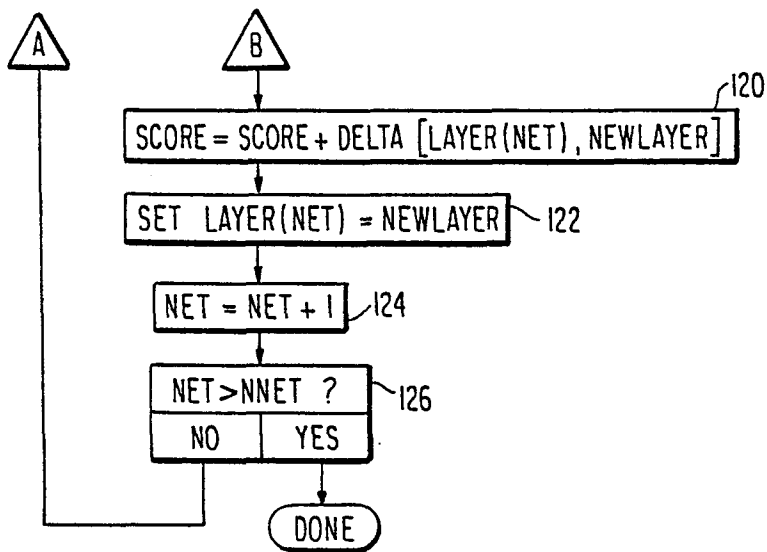 A B
120
SCORE = SCORE + DELTA [LAYER(NET), NEWLAYER]
SET LAYER(NET) = NEWLAYER 122
NET = NET + 1 124
NET>NNET ? 126
NO YES
DONE